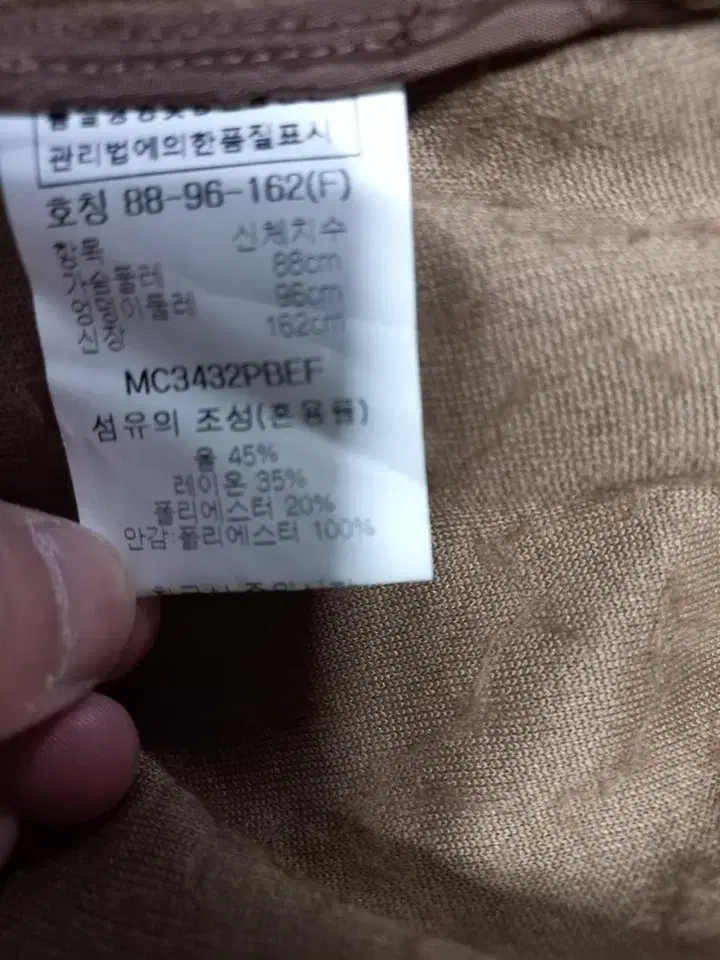 관리법에의한품질표시
호칭 88-96-162(F)
항목 신체치수
가슴둘레 88cm
엉덩이둘레 96cm
신장 162cm
MC3432PBEF
섬유의 조성(혼용률)
울 45%
레이온 35%
폴리에스터 20%
안감:폴리에스터 100%